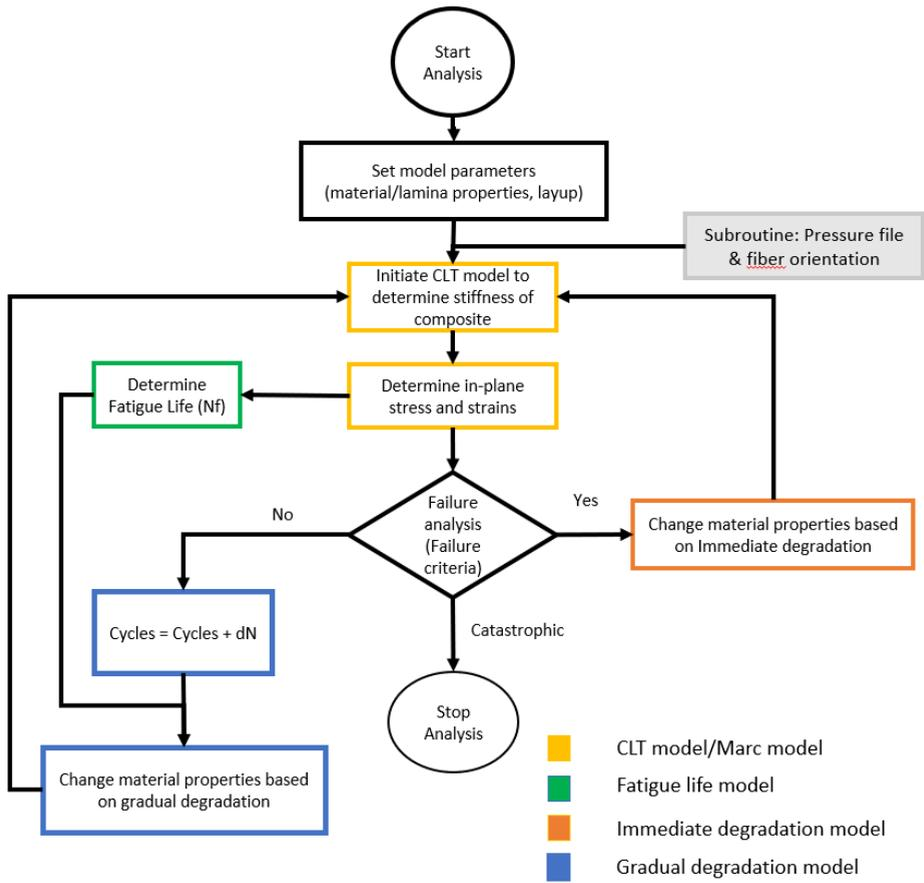 Start
Analysis
Set model parameters
(material/lamina properties, layup)
Subroutine: Pressure file
& fiber orientation
Initiate CLT model to
determine stiffness of
composite
Determine
Fatigue Life (Nf)
Determine in-plane
stress and strains
No
Failure
analysis
(Failure
criteria)
Yes
Change material properties based
on Immediate degradation
Cycles = Cycles + dN
Catastrophic
Stop
Analysis
Change material properties based
on gradual degradation
CLT model/Marc model
Fatigue life model
Immediate degradation model
Gradual degradation model